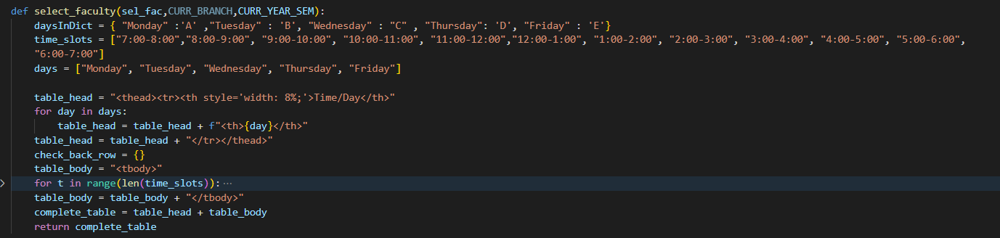 def select_faculty(sel_fac,CURR_BRANCH,CURR_YEAR_SEM):
    daysInDict = { "Monday" :'A' ,"Tuesday" : 'B', "Wednesday" : "C" , "Thursday": 'D', "Friday" : 'E'}
    time_slots = ["7:00-8:00","8:00-9:00", "9:00-10:00", "10:00-11:00", "11:00-12:00","12:00-1:00", "1:00-2:00", "2:00-3:00", "3:00-4:00", "4:00-5:00", "5:00-6:00",
    "6:00-7:00"]
    days = ["Monday", "Tuesday", "Wednesday", "Thursday", "Friday"]

    table_head = "<thead><tr><th style='width: 8%;'>Time/Day</th>"
    for day in days:
        table_head = table_head + f"<th>{day}</th>"
    table_head = table_head + "</tr></thead>"
    check_back_row = {}
    table_body = "<tbody>"
    for t in range(len(time_slots)):⋯
    table_body = table_body + "</tbody>"
    complete_table = table_head + table_body
    return complete_table